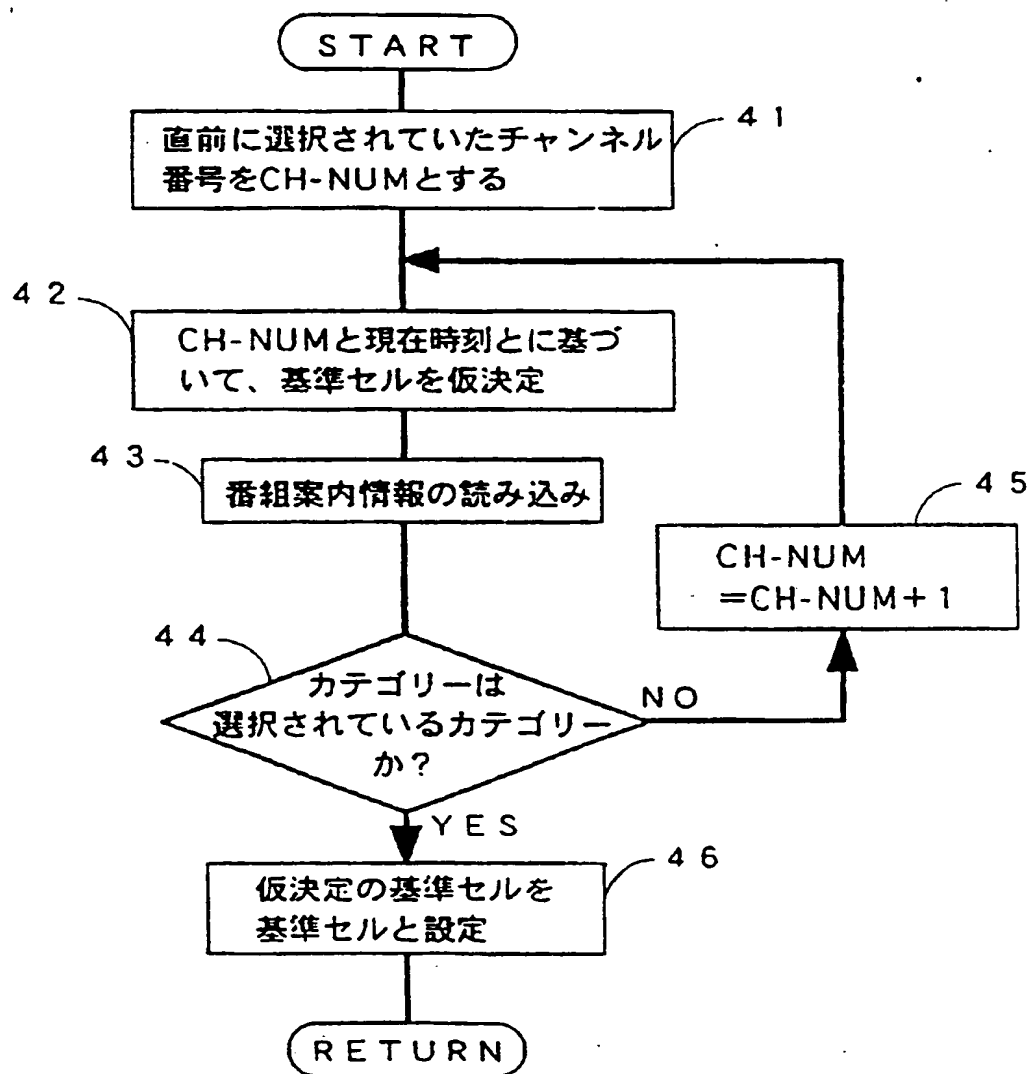 START
41
直前に選択されていたチャンネル
番号をCH-NUMとする
42
CH-NUMと現在時刻とに基づ
いて、基準セルを仮決定
43
番組案内情報の読み込み
45
CH-NUM
=CH-NUM+1
44
カテゴリーは
選択されているカテゴリー
か?
NO
YES
46
仮決定の基準セルを
基準セルと設定
RETURN